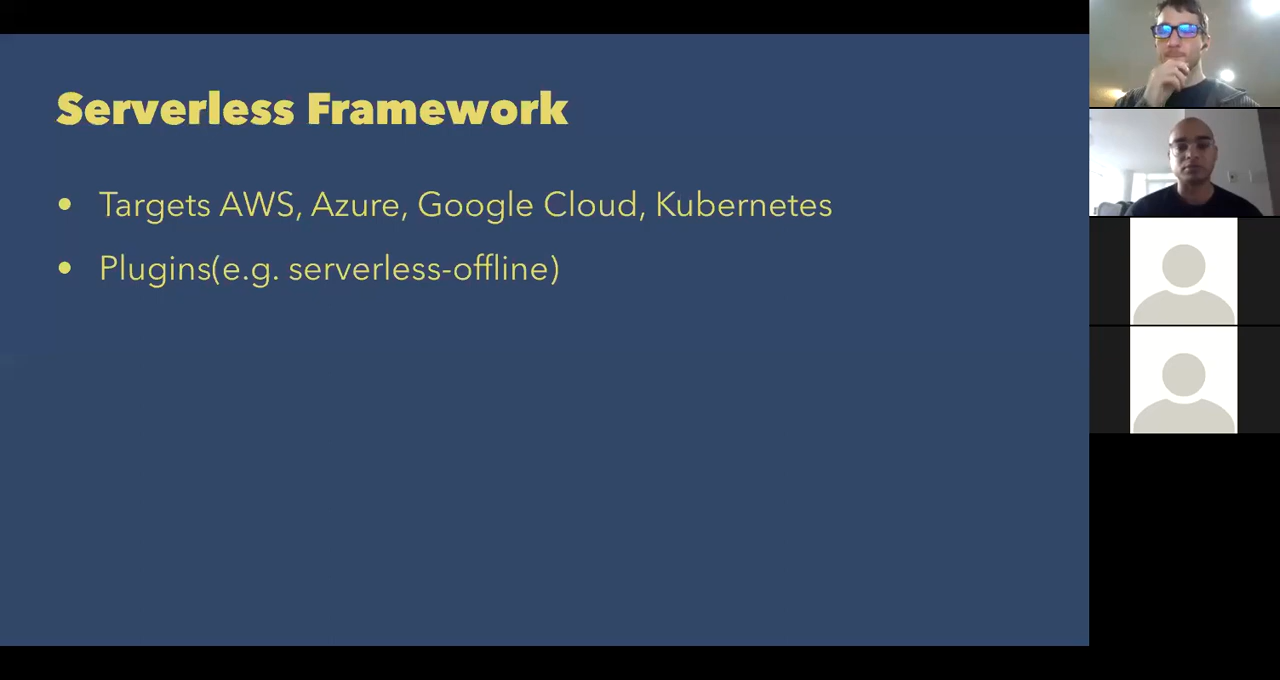 Serverless Framework
• Targets AWS, Azure, Google Cloud, Kubernetes
• Plugins(e.g. serverless-offline)